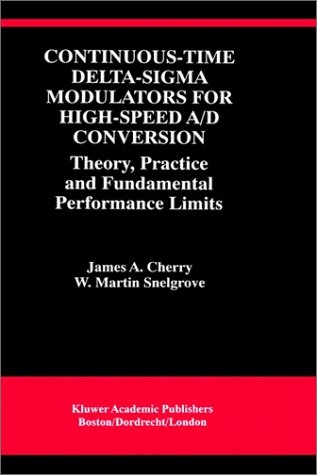 CONTINUOUS-TIME
DELTA-SIGMA
MODULATORS FOR
HIGH-SPEED A/D
CONVERSION
Theory, Practice
and Fundamental
Performance Limits
James A. Cherry
W. Martin Snelgrove
Kluwer Academic Publishers
Boston/Dordrecht/London